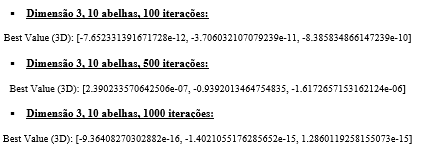 ▪ Dimensão 3, 10 abelhas, 100 iterações:
Best Value (3D): [-7.652331391671728e-12, -3.706032107079239e-11, -8.385834866147239e-10]
▪ Dimensão 3, 10 abelhas, 500 iterações:
Best Value (3D): [2.390233570642506e-07, -0.9392013464754835, -1.6172657153162124e-06]
▪ Dimensão 3, 10 abelhas, 1000 iterações:
Best Value (3D): [-9.36408270302882e-16, -1.4021055176285652e-15, 1.2860119258155073e-15]